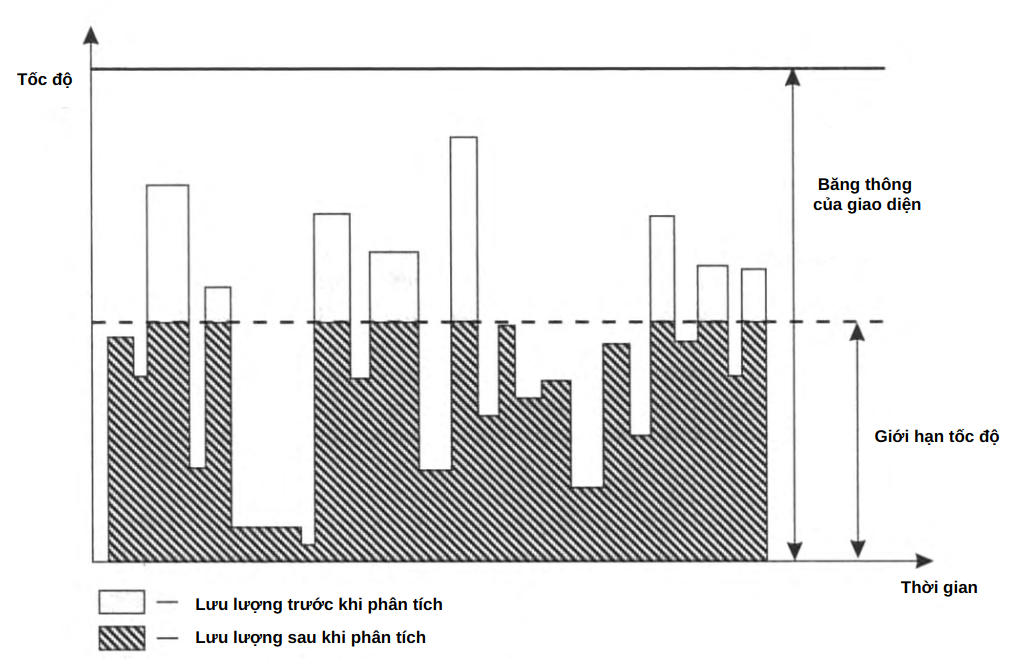 Tốc độ
Băng thông
của giao diện
Giới hạn tốc độ
Thời gian
Lưu lượng trước khi phân tích
Lưu lượng sau khi phân tích